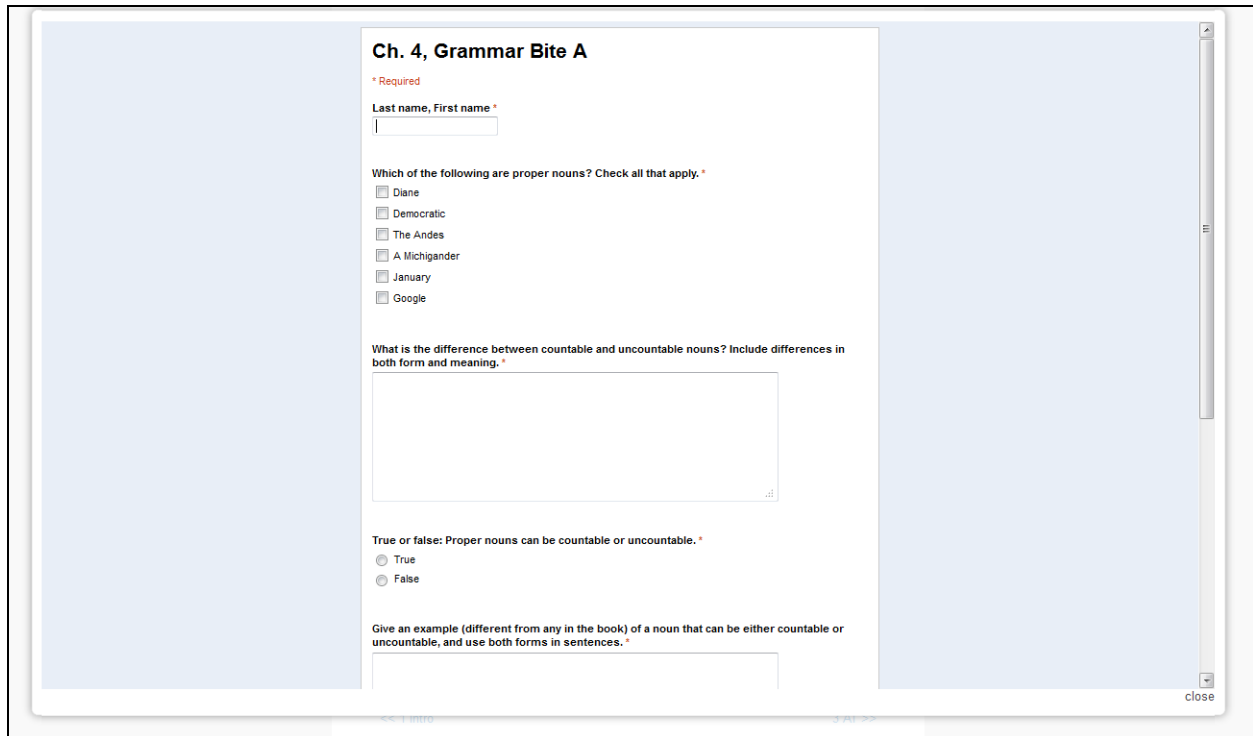 Ch. 4, Grammar Bite A
* Required
Last name, First name *
Which of the following are proper nouns? Check all that apply. *
Diane
Democratic
The Andes
A Michigander
January
Google
What is the difference between countable and uncountable nouns? Include differences in
both form and meaning. *
True or false: Proper nouns can be countable or uncountable. *
True
False
Give an example (different from any in the book) of a noun that can be either countable or
uncountable, and use both forms in sentences. *
close
<< 1 Intro
3 A1 >>